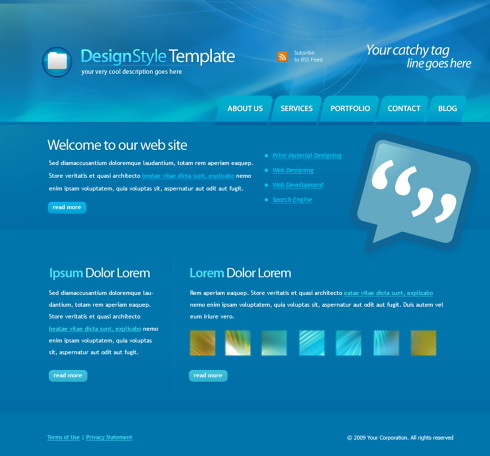 DesignStyle Template
your very cool description goes here
Subsribe
to RSS Feed
Your catchy tag
line goes here
ABOUT US
SERVICES
PORTFOLIO
CONTACT
BLOG
Welcome to our web site
Sed diamaccusantium doloremque laudantium, totam rem aperiam eaquep.
Store veritatis et quasi architecto beatae vitae dicta sunt, explicabo nemo
enim ipsam voluptatem, quia voluptas sit, aspernatur aut odit aut fugit.
read more
Print Material Designing
Web Designing
Web Development
Search Engine
Ipsum Dolor Lorem
Sed diamaccusantium doloremque lau-
dantium, totam rem aperiam eaquep.
Store veritatis et quasi architecto
beatae vitae dicta sunt, explicabo nemo
enim ipsam voluptatem, quia voluptas
sit, aspernatur aut odit aut fugit.
read more
Lorem Dolor Lorem
Rem aperiam eaquep. Store veritatis et quasi architecto eatae vitae dicta sunt, explicabo
nemo enim ipsam voluptatem, quia voluptas sit, aspernatur aut odit aut fugit. Duis autem vel
eum iriure vero.
read more
Terms of Use | Privacy Statement
© 2009 Your Corporation. All rights reserved